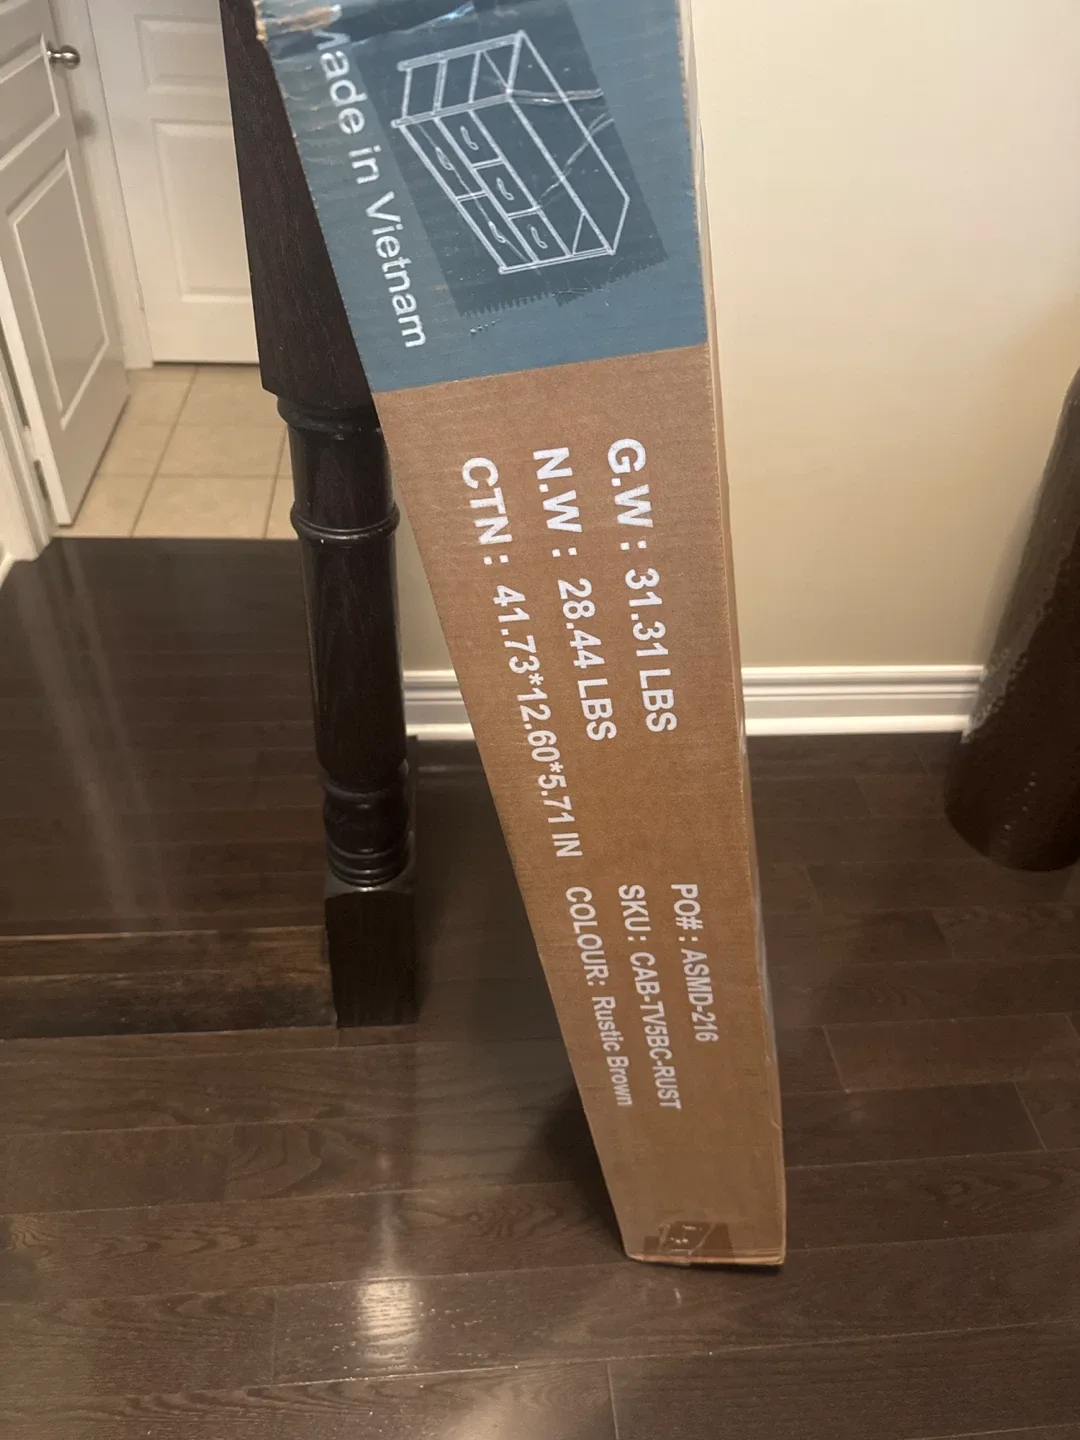 Made in Vietnam
G.W : 31.31 LBS
N.W : 28.44 LBS
CTN : 41.73*12.60*5.71 IN
PO# : ASMD-216
SKU : CAB-TV5BC-RUST
COLOUR: Rustic Brown